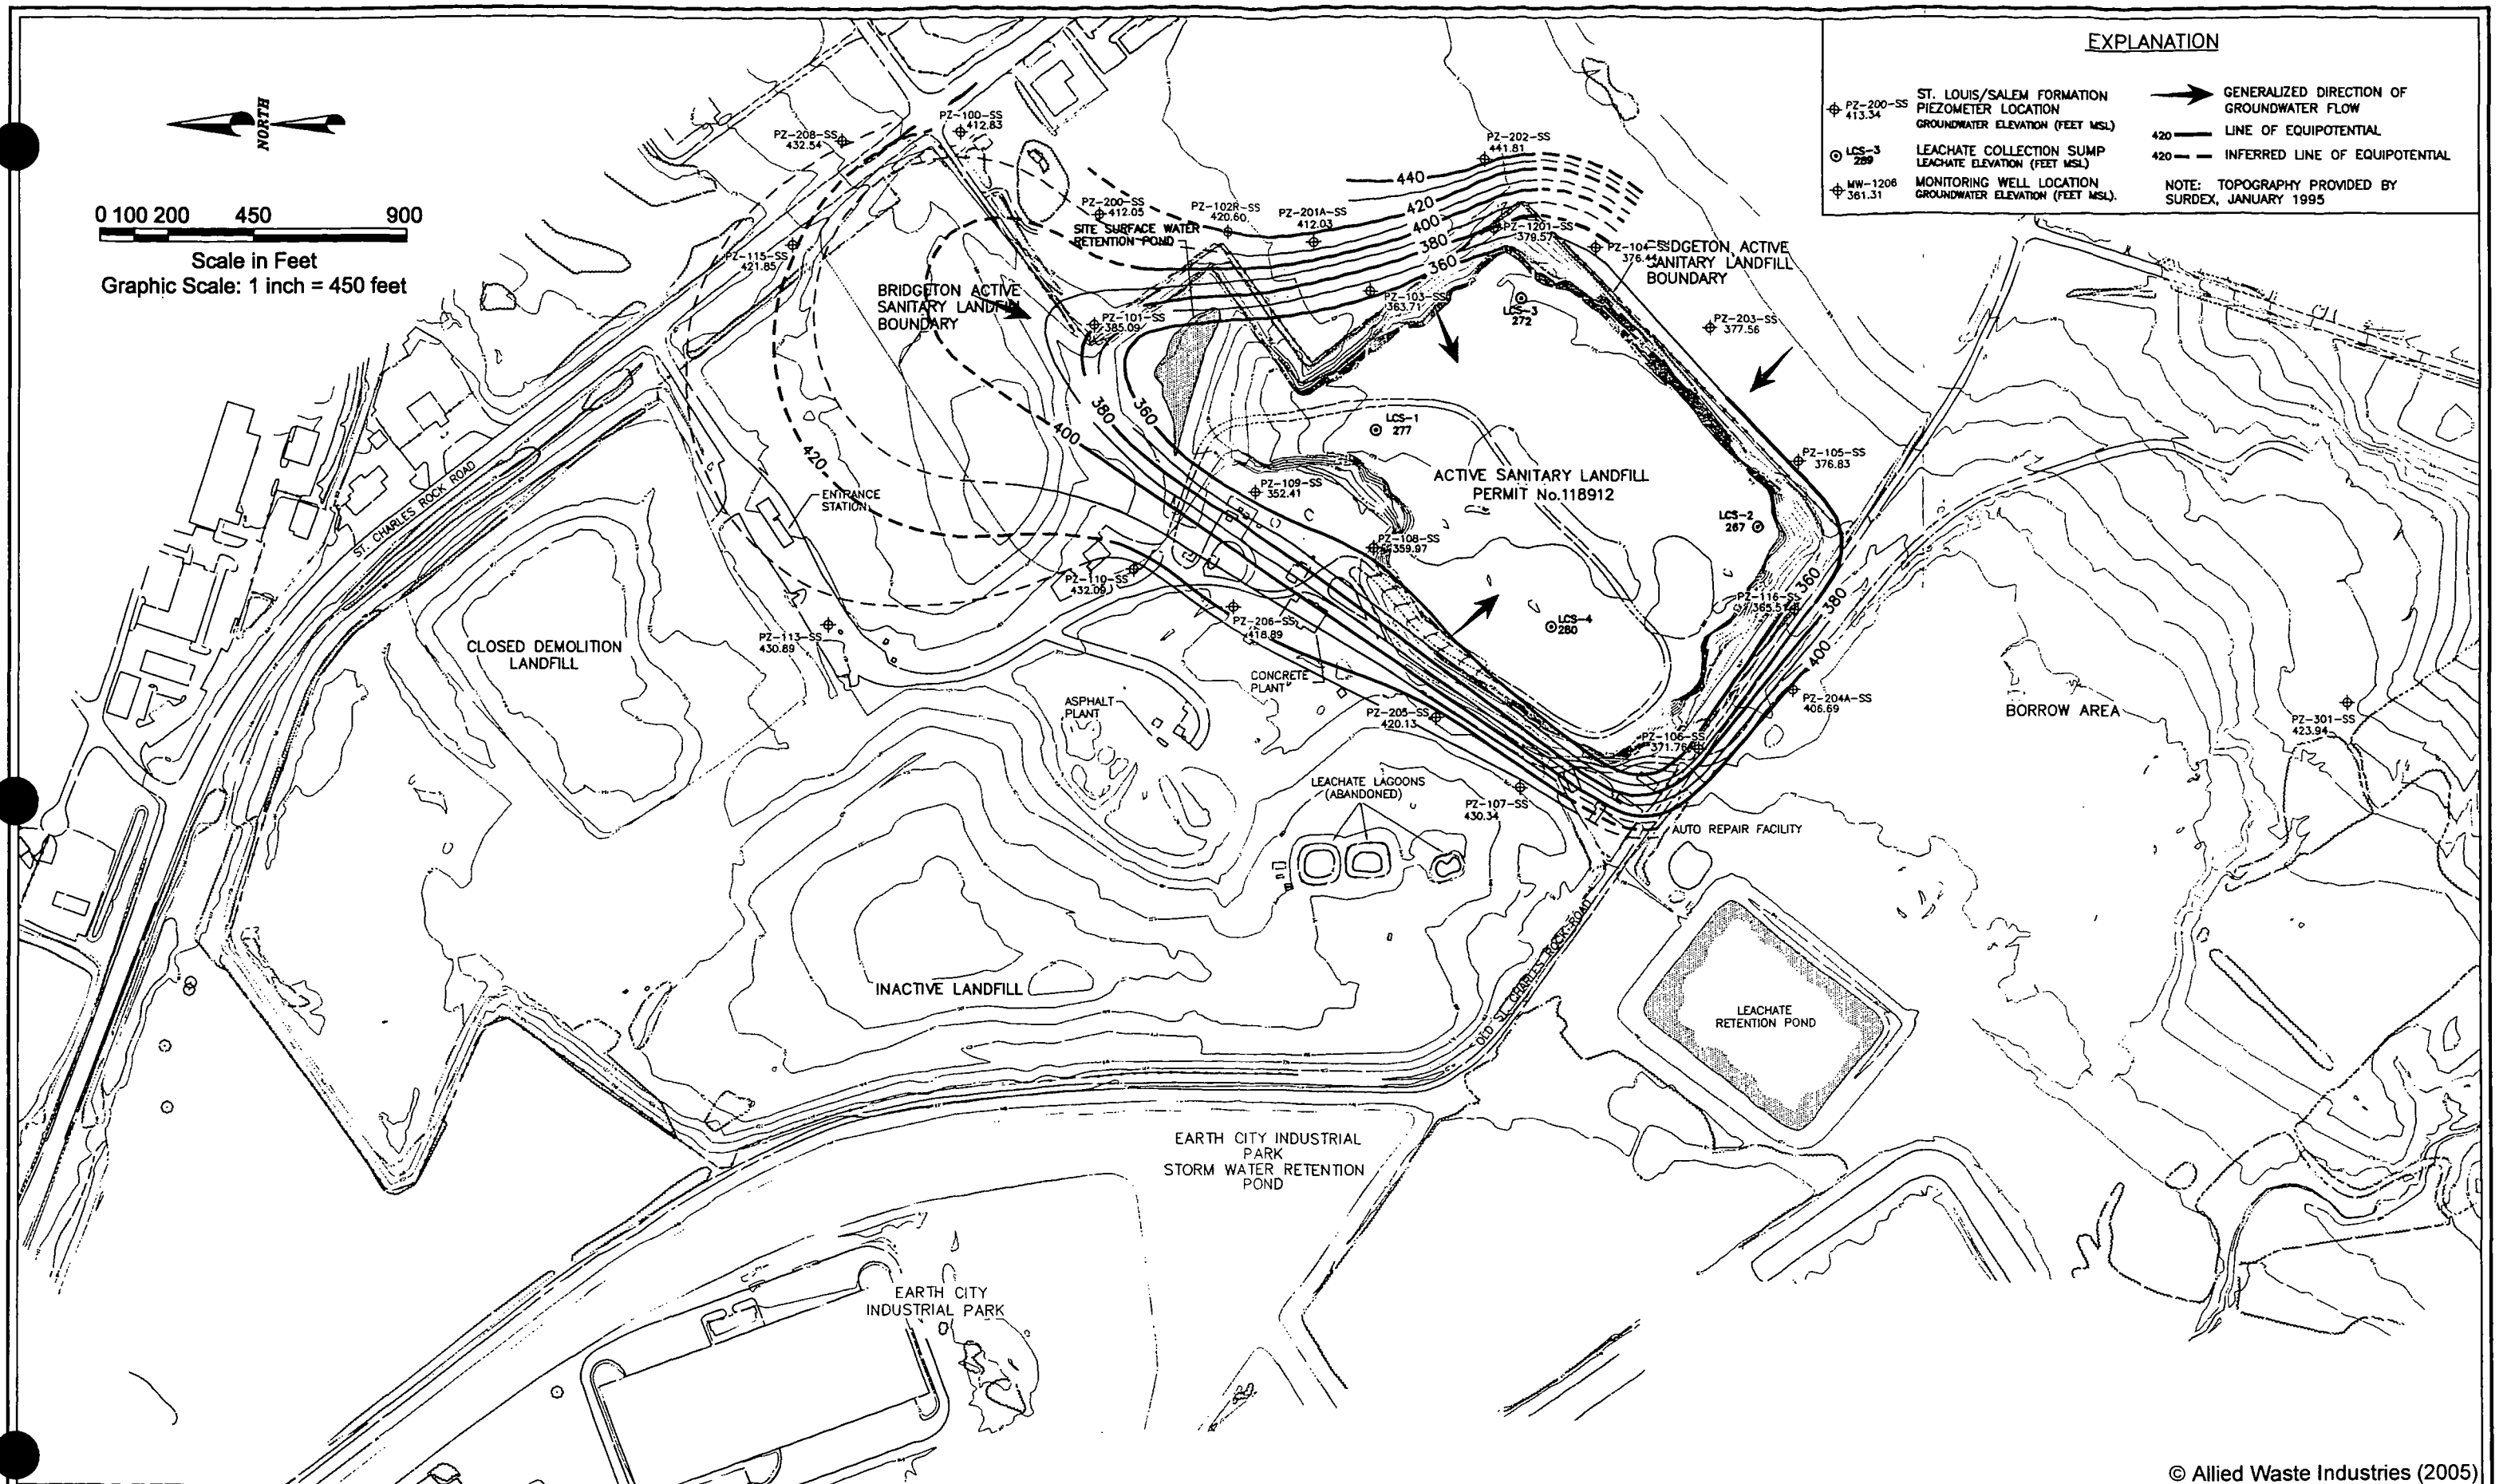 EXPLANATION
PZ-200-SS
413.34
ST. LOUIS/SALEM FORMATION
PIEZOMETER LOCATION
GROUNDWATER ELEVATION (FEET MSL)
LCS-3
289
LEACHATE COLLECTION SUMP
LEACHATE ELEVATION (FEET MSL)
MW-1206
361.31
MONITORING WELL LOCATION
GROUNDWATER ELEVATION (FEET MSL).
GENERALIZED DIRECTION OF
GROUNDWATER FLOW
420
LINE OF EQUIPOTENTIAL
420
INFERRED LINE OF EQUIPOTENTIAL
NOTE: TOPOGRAPHY PROVIDED BY
SURDEX, JANUARY 1995
NORTH
0 100 200 450 900
Scale in Feet
Graphic Scale: 1 inch = 450 feet
PZ-208-SS
432.54
PZ-100-SS
412.83
PZ-202-SS
441.81
440
420
400
380
360
PZ-200-SS
412.05
PZ-102R-SS
420.60
PZ-201A-SS
412.03
SITE SURFACE WATER
RETENTION POND
PZ-1201-SS
379.57
PZ-104-SS
BRIDGETON ACTIVE
SANITARY LANDFILL
BOUNDARY
PZ-115-SS
421.85
BRIDGETON ACTIVE
SANITARY LANDFILL
BOUNDARY
PZ-101-SS
385.09
PZ-103-SS
363.71
LCS-3
272
PZ-203-SS
377.56
360
380
400
420
LCS-1
277
PZ-105-SS
376.83
ACTIVE SANITARY LANDFILL
PERMIT No.118912
PZ-109-SS
352.41
LCS-2
267
ST. CHARLES ROCK ROAD
ENTRANCE
STATION
PZ-108-SS
359.97
PZ-110-SS
432.09
360
380
400
PZ-116-SS
365.51
PZ-206-SS
418.89
LCS-4
280
PZ-113-SS
430.89
CLOSED DEMOLITION
LANDFILL
CONCRETE
PLANT
ASPHALT
PLANT
PZ-205-SS
420.13
PZ-204A-SS
406.69
BORROW AREA
PZ-301-SS
423.94
PZ-106-SS
371.76
LEACHATE LAGOONS
(ABANDONED)
PZ-107-SS
430.34
AUTO REPAIR FACILITY
INACTIVE LANDFILL
OLD ST. CHARLES ROCK ROAD
LEACHATE
RETENTION POND
EARTH CITY INDUSTRIAL
PARK
STORM WATER RETENTION
POND
EARTH CITY
INDUSTRIAL PARK
© Allied Waste Industries (2005)